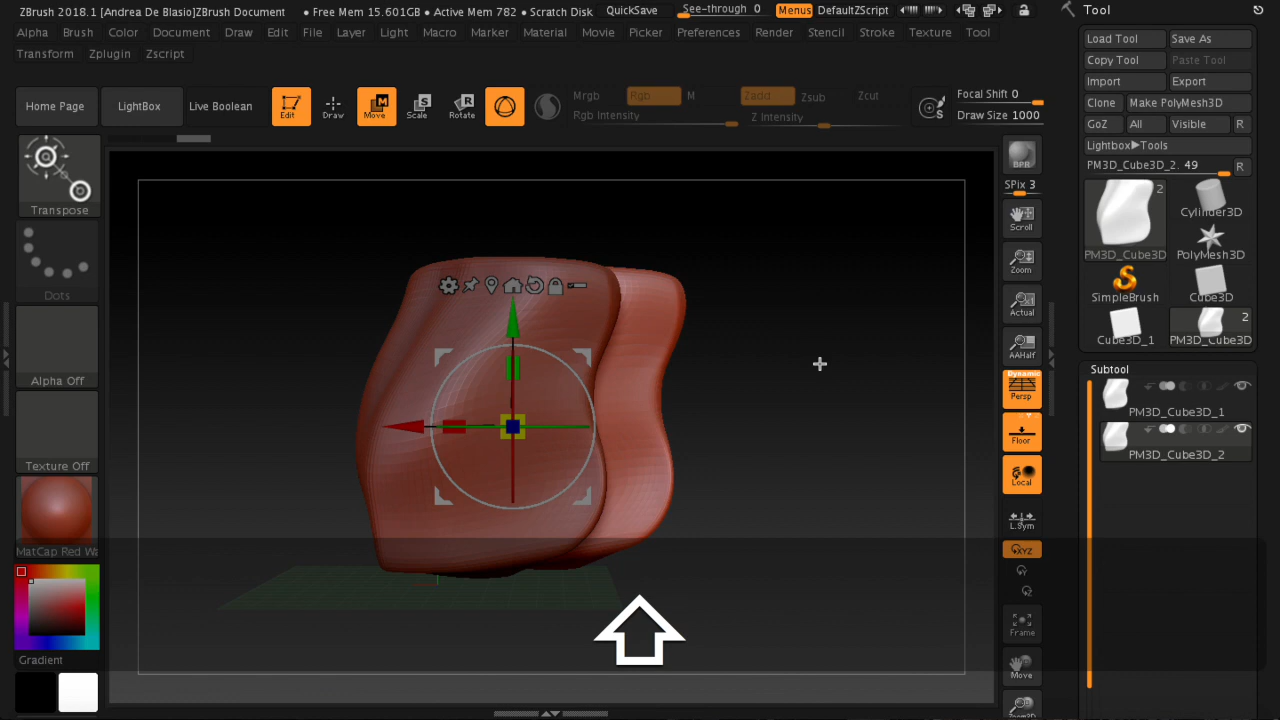 ZBrush 2018.1 [Andrea De Blasio]ZBrush Document • Free Mem 15.601GB • Active Mem 782 • Scratch Disk QuickSave See-through 0 Menus DefaultZScript Tool
Alpha Brush Color Document Draw Edit File Layer Light Macro Marker Material Movie Picker Preferences Render Stencil Stroke Texture Tool
Transform Zplugin Zscript
Load Tool Save As
Copy Tool Paste Tool
Import Export
Clone Make PolyMesh3D
GoZ All Visible R
Lightbox▶Tools
PM3D_Cube3D_2. 49 R
Home Page LightBox Live Boolean Edit Draw Move Scale Rotate
Mrgb Rgb M Zadd Zsub Zcut
Rgb Intensity Z Intensity
Focal Shift 0
Draw Size 1000
Transpose
Dots
Alpha Off
Texture Off
MatCap Red Wa
Gradient
BPR
SPix 3
Scroll
Zoom
Actual
AAHalf
Dynamic
Persp
Floor
Local
L.Sym
XYZ
Frame
Move
Zoom3D
2
PM3D_Cube3D Cylinder3D
PolyMesh3D
SimpleBrush Cube3D
2
Cube3D_1 PM3D_Cube3D
Subtool
PM3D_Cube3D_1
PM3D_Cube3D_2